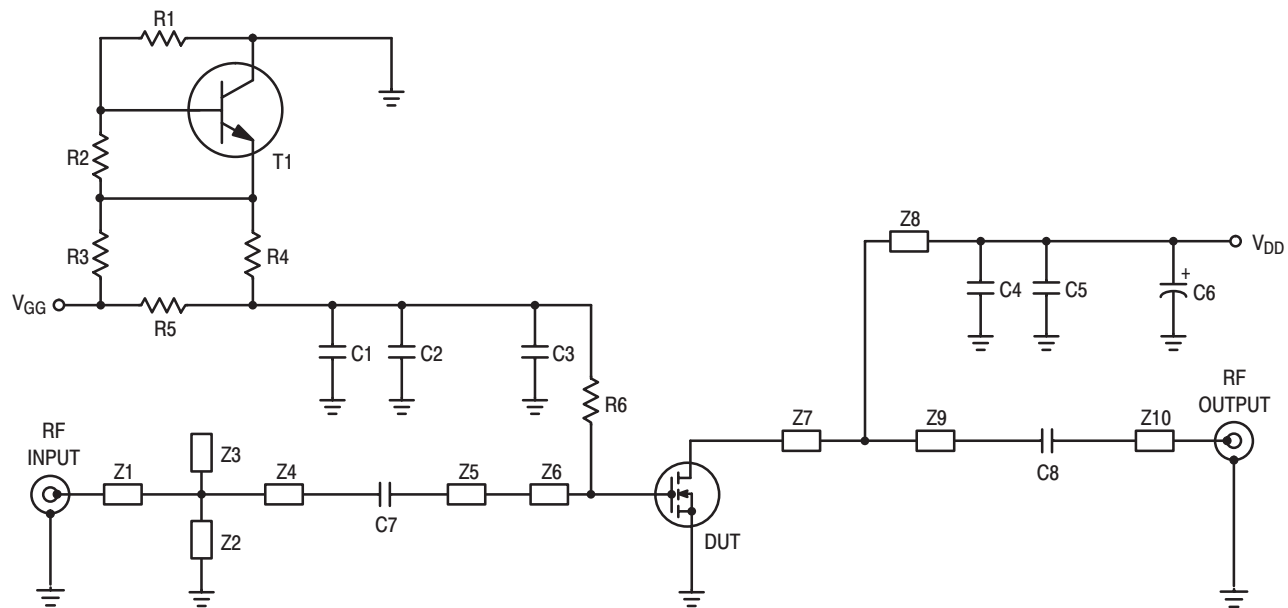 R1
R2
T1
R3
R4
VGG
R5
C1
C2
C3
R6
Z8
VDD
C4
C5
+
C6
RF
INPUT
Z1
Z3
Z2
Z4
C7
Z5
Z6
DUT
Z7
Z9
C8
Z10
RF
OUTPUT